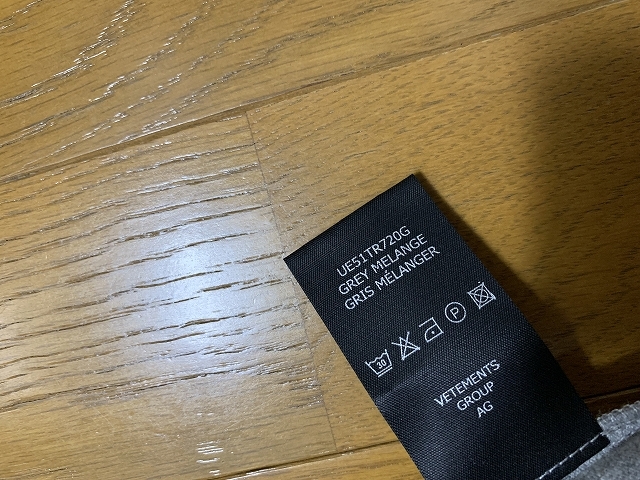 UE51TR720G
GREY MELANGE
GRIS MÉLANGER
30
P
VETEMENTS
GROUP
AG